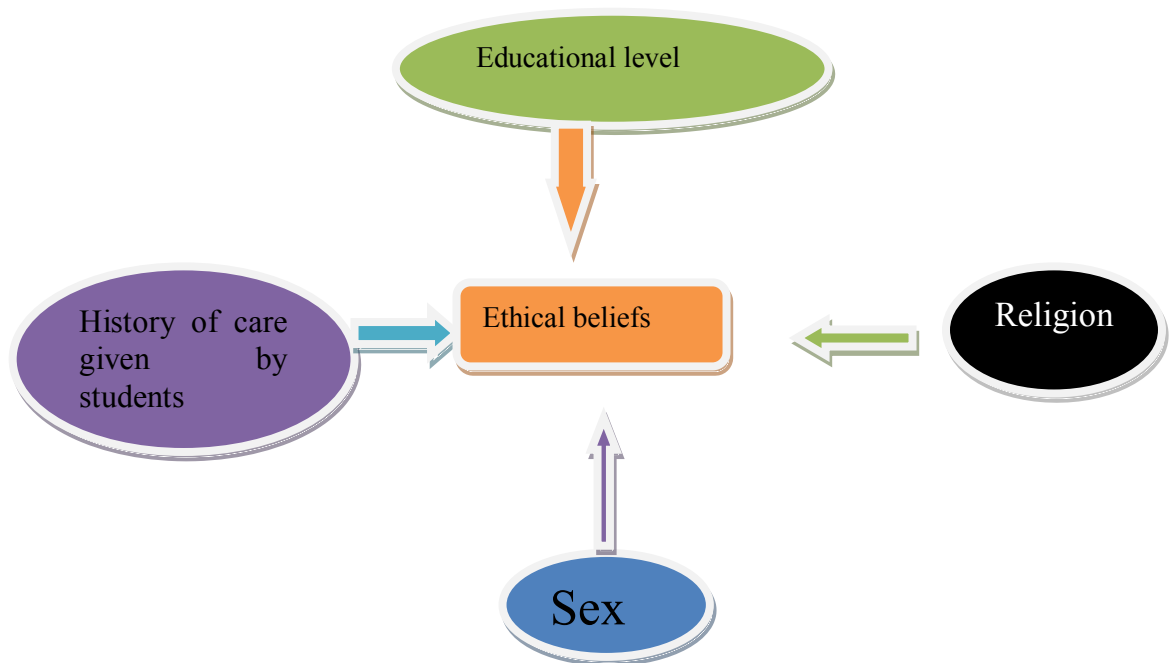 Educational level
History of care
given by
students
Ethical beliefs
Religion
Sex